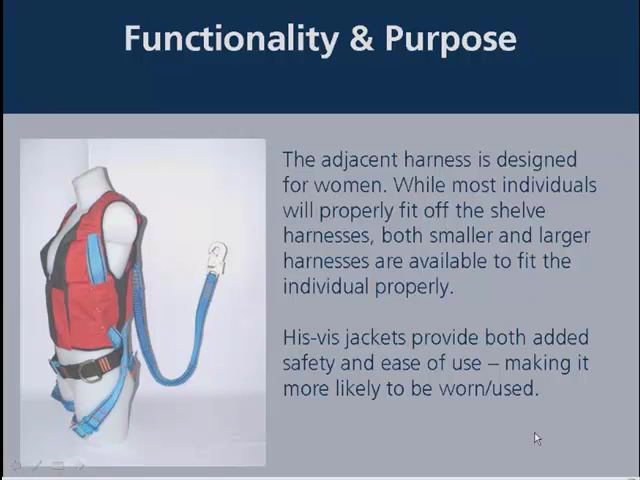 Functionality & Purpose
The adjacent harness is designed
for women. While most individuals
will properly fit off the shelve
harnesses, both smaller and larger
harnesses are available to fit the
individual properly.
His-vis jackets provide both added
safety and ease of use – making it
more likely to be worn/used.